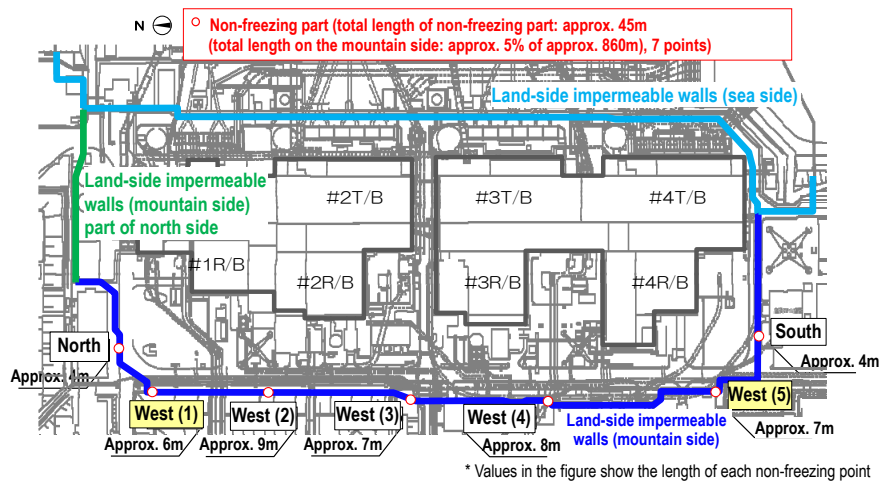 N
Non-freezing part (total length of non-freezing part: approx. 45m
(total length on the mountain side: approx. 5% of approx. 860m), 7 points)
Land-side impermeable walls (sea side)
Land-side impermeable
walls (mountain side)
part of north side
#2T/B
#3T/B
#4T/B
#1R/B
#2R/B
#3R/B
#4R/B
North
Approx. 4m
South
Approx. 4m
West (1)
Approx. 6m
West (2)
Approx. 9m
West (3)
Approx. 7m
West (4)
Approx. 8m
Land-side impermeable
walls (mountain side)
West (5)
Approx. 7m
* Values in the figure show the length of each non-freezing point